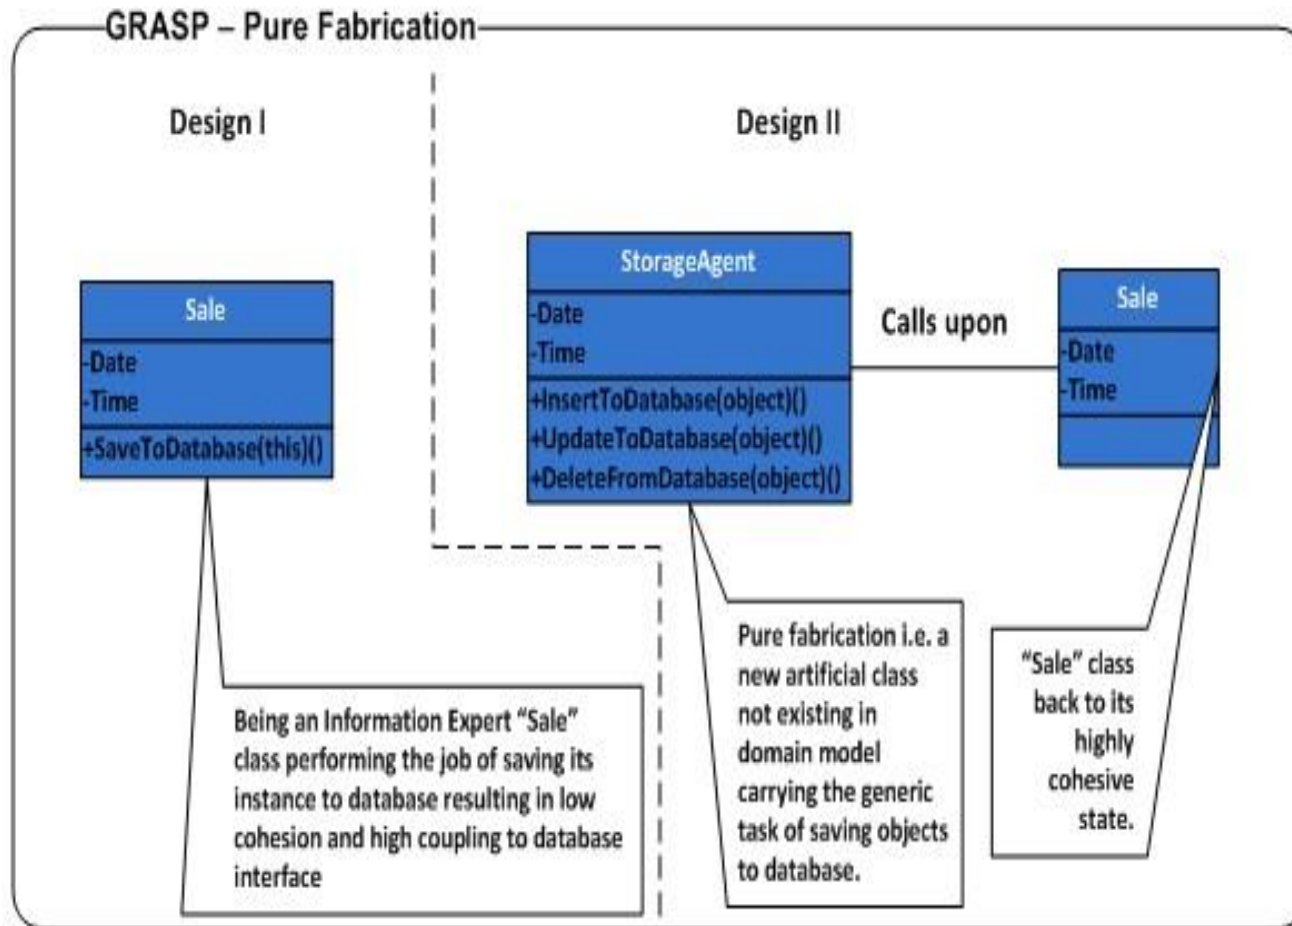 GRASP – Pure Fabrication
Design I
Sale
-Date
-Time
+SaveToDatabase(this)()
Being an Information Expert “Sale”
class performing the job of saving its
instance to database resulting in low
cohesion and high coupling to database
interface
Design II
StorageAgent
-Date
-Time
+InsertToDatabase(object)()
+UpdateToDatabase(object)()
+DeleteFromDatabase(object)()
Calls upon
Sale
-Date
-Time
Pure fabrication i.e. a
new artificial class
not existing in
domain model
carrying the generic
task of saving objects
to database.
“Sale” class
back to its
highly
cohesive
state.